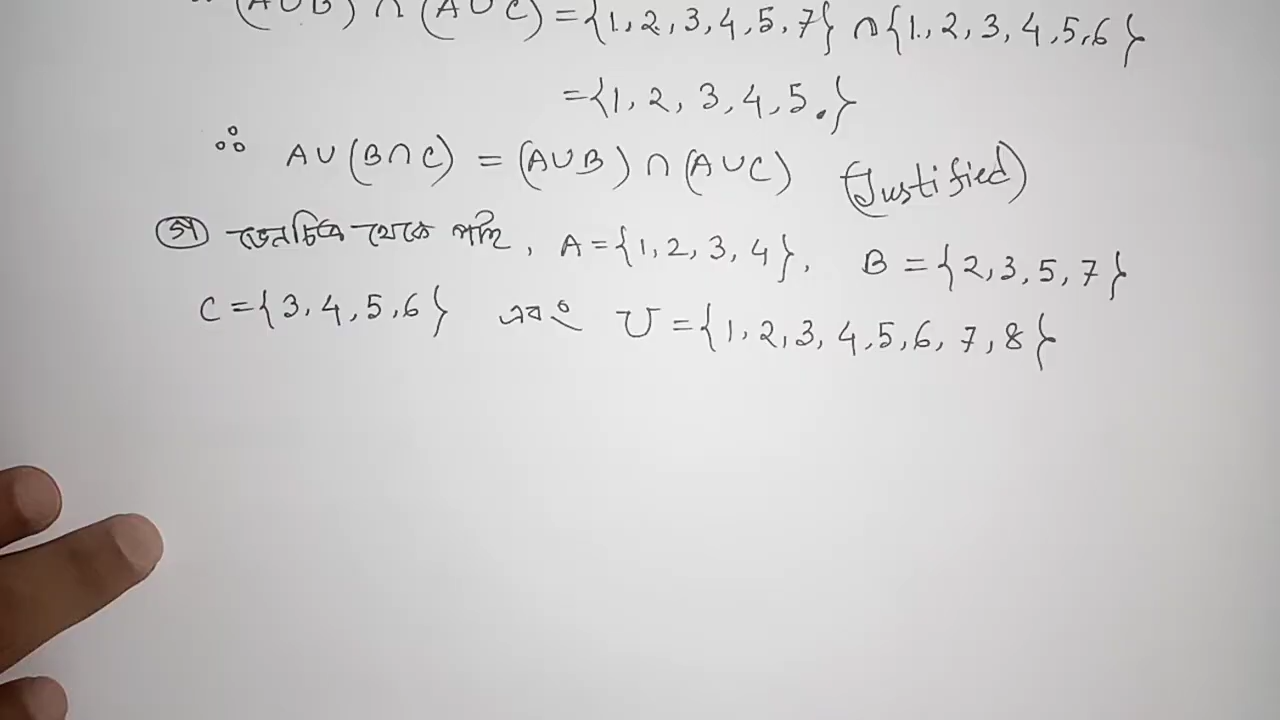 (A∪B) ∩ (A∪C) = {1, 2, 3, 4, 5, 7} ∩ {1, 2, 3, 4, 5, 6}
= {1, 2, 3, 4, 5.}
∴ A∪(B∩C) = (A∪B) ∩ (A∪C) (Justified)
গ ভেনচিত্র থেকে পাই, A = {1, 2, 3, 4}, B = {2, 3, 5, 7}
C = {3, 4, 5, 6} এবং U = {1, 2, 3, 4, 5, 6, 7, 8}